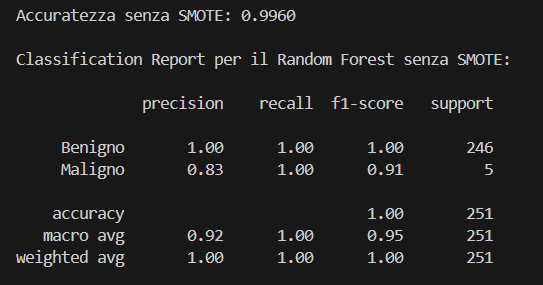 Accuratezza senza SMOTE: 0.9960
Classification Report per il Random Forest senza SMOTE:
precision recall f1-score support
Benigno 1.00 1.00 1.00 246
Maligno 0.83 1.00 0.91 5
accuracy 1.00 251
macro avg 0.92 1.00 0.95 251
weighted avg 1.00 1.00 1.00 251